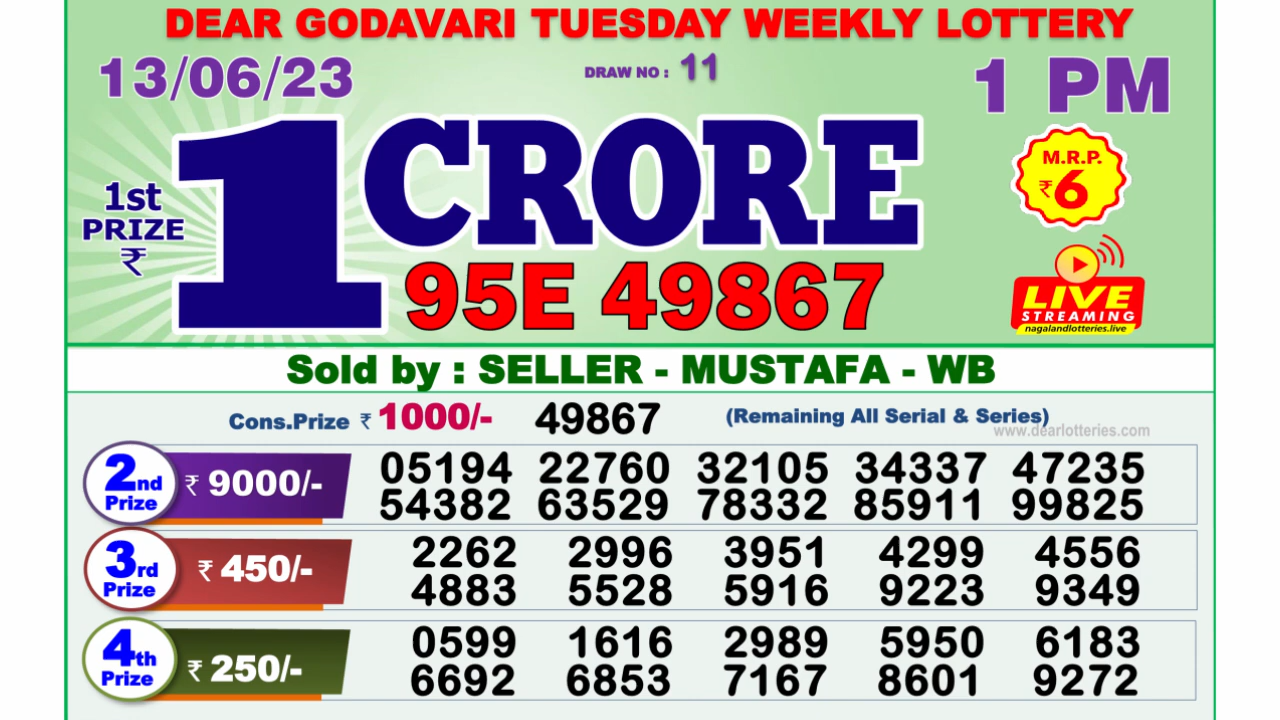 DEAR GODAVARI TUESDAY WEEKLY LOTTERY
13/06/23 DRAW NO : 11 1 PM
1st PRIZE ₹ 1 CRORE
M.R.P. ₹6
95E 49867
LIVE
STREAMING
nagalandlotteries.live
Sold by : SELLER - MUSTAFA - WB
Cons.Prize ₹ 1000/- 49867 (Remaining All Serial & Series)
www.dearlotteries.com
2nd Prize ₹ 9000/-
05194 22760 32105 34337 47235
54382 63529 78332 85911 99825
3rd Prize ₹ 450/-
2262 2996 3951 4299 4556
4883 5528 5916 9223 9349
4th Prize ₹ 250/-
0599 1616 2989 5950 6183
6692 6853 7167 8601 9272